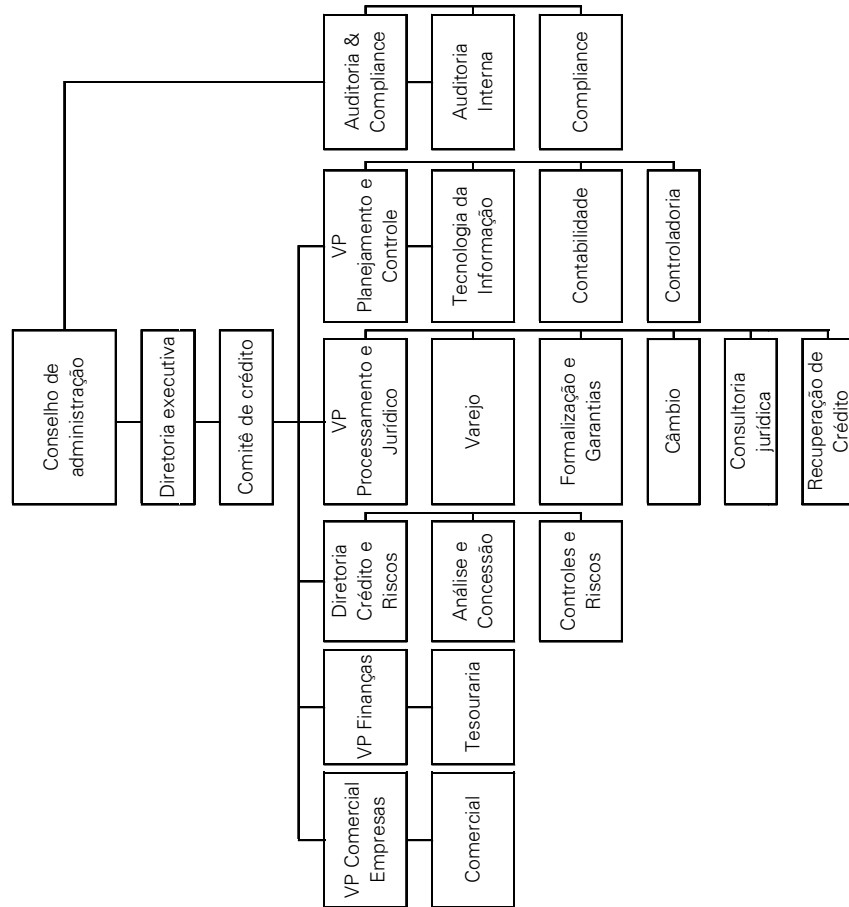 Conselho de
administração
Diretoria executiva
Comitê de crédito
VP Comercial
Empresas
Comercial
VP Finanças
Tesouraria
Diretoria
Crédito e
Riscos
Análise e
Concessão
Controles e
Riscos
VP
Processamento e
Jurídico
Varejo
Formalização e
Garantias
Câmbio
Consultoria
jurídica
Recuperação de
Crédito
VP
Planejamento e
Controle
Tecnologia da
Informação
Contabilidade
Controladoria
Auditoria &
Compliance
Auditoria
Interna
Compliance